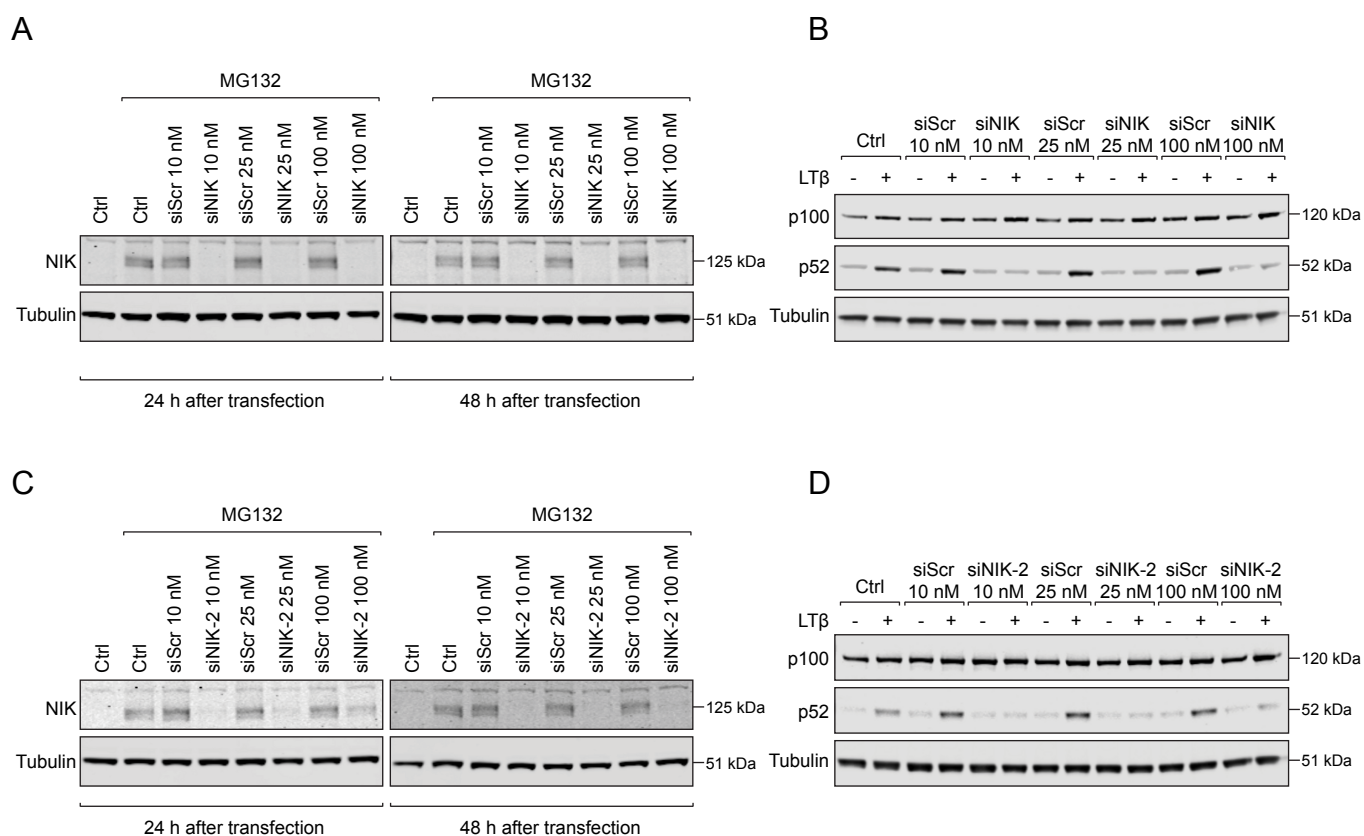 A
MG132
MG132
Ctrl
Ctrl
siScr 10 nM
siNIK 10 nM
siScr 25 nM
siNIK 25 nM
siScr 100 nM
siNIK 100 nM
Ctrl
Ctrl
siScr 10 nM
siNIK 10 nM
siScr 25 nM
siNIK 25 nM
siScr 100 nM
siNIK 100 nM
NIK
125 kDa
Tubulin
51 kDa
24 h after transfection
48 h after transfection
B
Ctrl
siScr
10 nM
siNIK
10 nM
siScr
25 nM
siNIK
25 nM
siScr
100 nM
siNIK
100 nM
LTβ - + - + - + - + - + - + - +
p100
120 kDa
p52
52 kDa
Tubulin
51 kDa
C
MG132
MG132
Ctrl
Ctrl
siScr 10 nM
siNIK-2 10 nM
siScr 25 nM
siNIK-2 25 nM
siScr 100 nM
siNIK-2 100 nM
Ctrl
Ctrl
siScr 10 nM
siNIK-2 10 nM
siScr 25 nM
siNIK-2 25 nM
siScr 100 nM
siNIK-2 100 nM
NIK
125 kDa
Tubulin
51 kDa
24 h after transfection
48 h after transfection
D
Ctrl
siScr
10 nM
siNIK-2
10 nM
siScr
25 nM
siNIK-2
25 nM
siScr
100 nM
siNIK-2
100 nM
LTβ - + - + - + - + - + - + - +
p100
120 kDa
p52
52 kDa
Tubulin
51 kDa